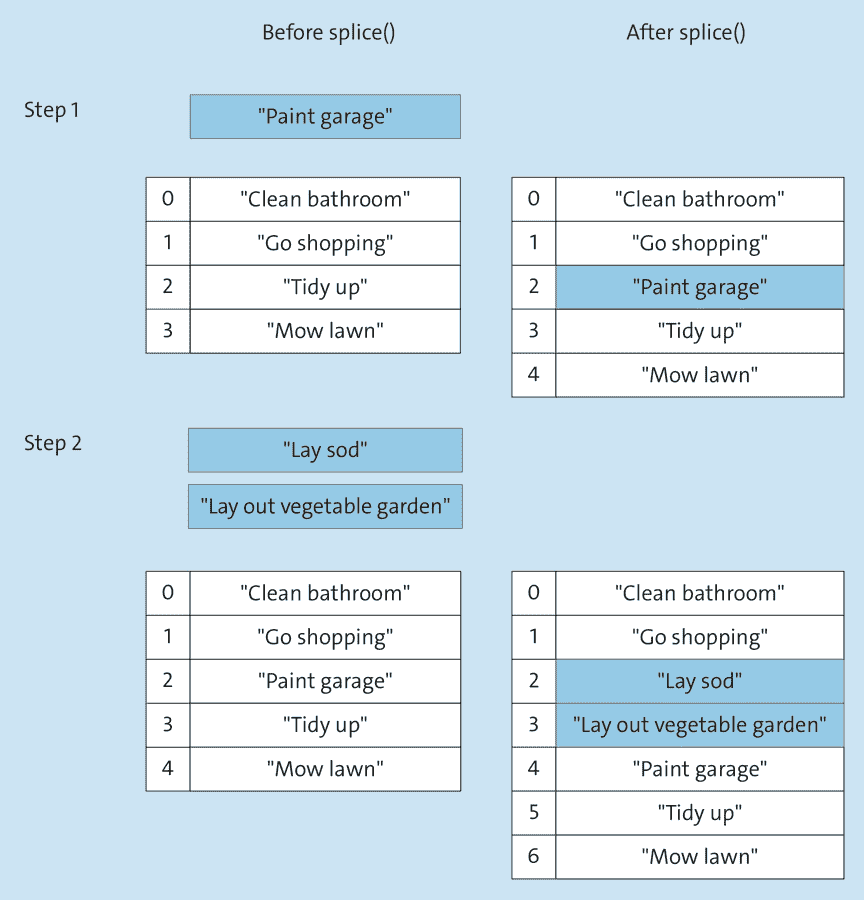 Before splice() After splice()
Step 1
"Paint garage"
0 "Clean bathroom"
1 "Go shopping"
2 "Tidy up"
3 "Mow lawn"
0 "Clean bathroom"
1 "Go shopping"
2 "Paint garage"
3 "Tidy up"
4 "Mow lawn"
Step 2
"Lay sod"
"Lay out vegetable garden"
0 "Clean bathroom"
1 "Go shopping"
2 "Paint garage"
3 "Tidy up"
4 "Mow lawn"
0 "Clean bathroom"
1 "Go shopping"
2 "Lay sod"
3 "Lay out vegetable garden"
4 "Paint garage"
5 "Tidy up"
6 "Mow lawn"